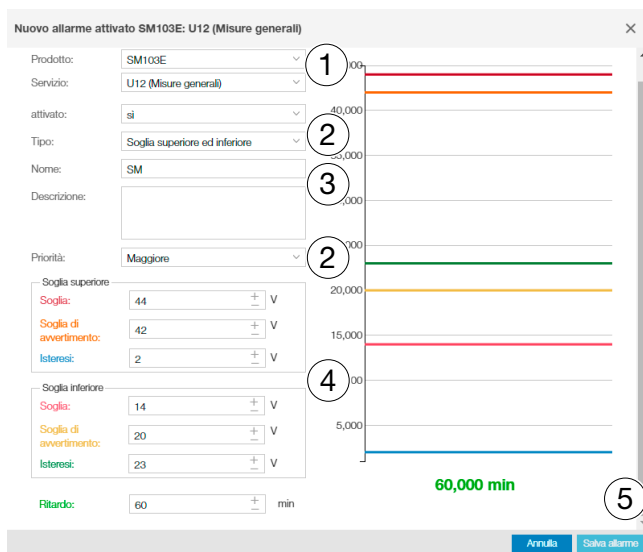 Nuovo allarme attivato SM103E: U12 (Misure generali)
Prodotto: SM103E
1
Servizio: U12 (Misure generali)
attivato: sì
Tipo: Soglia superiore ed inferiore
2
Nome: SM
3
Descrizione:
Priorità: Maggiore
2
Soglia superiore
Soglia: 44 V
Soglia di avvertimento: 42 V
Isteresi: 2 V
4
Soglia inferiore
Soglia: 14 V
Soglia di avvertimento: 20 V
Isteresi: 23 V
Ritardo: 60 min
40,000
20,000
15,000
5,000
60,000 min
5
Annulla Salva allarme